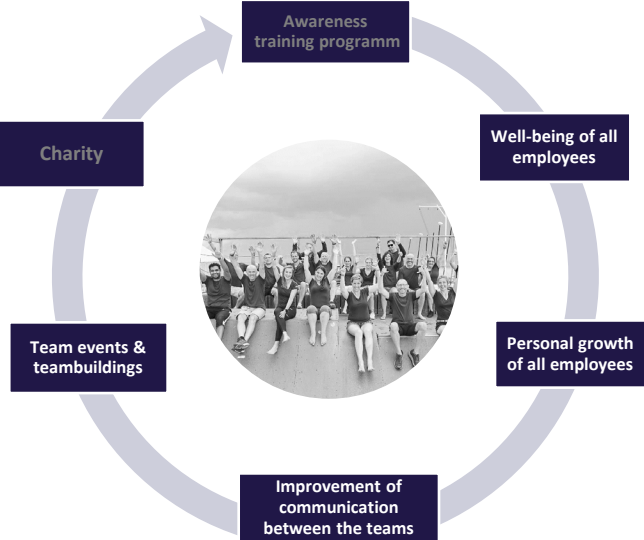 Awareness
training programm
Well-being of all
employees
Personal growth
of all employees
Improvement of
communication
between the teams
Team events &
teambuildings
Charity